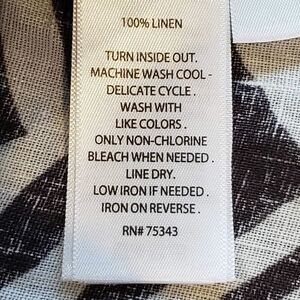 100% LINEN
TURN INSIDE OUT.
MACHINE WASH COOL -
DELICATE CYCLE .
WASH WITH
LIKE COLORS .
ONLY NON-CHLORINE
BLEACH WHEN NEEDED .
LINE DRY.
LOW IRON IF NEEDED .
IRON ON REVERSE .
RN# 75343